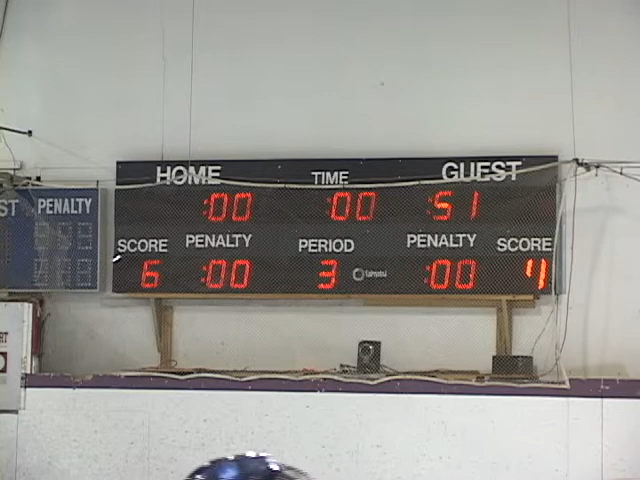 HOME TIME GUEST
:00 :00 :51
ST PENALTY
SCORE PENALTY PERIOD PENALTY SCORE
6 :00 3 :00 4